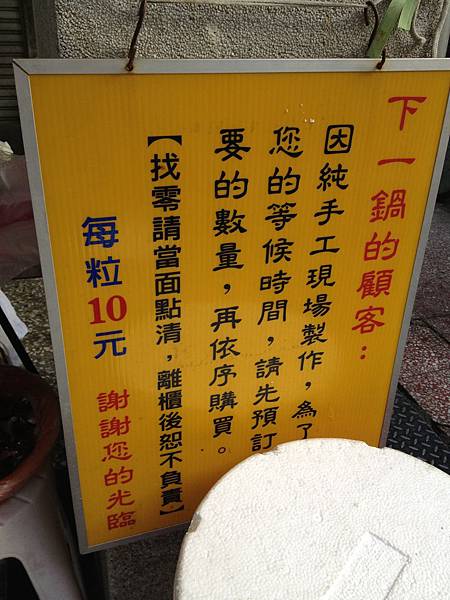 下一鍋的顧客：
因純手工現場製作，為了
您的等候時間，請先預訂
要的數量，再依序購買。
【找零請當面點清，離櫃後恕不負責】
每粒10元
謝謝您的光臨